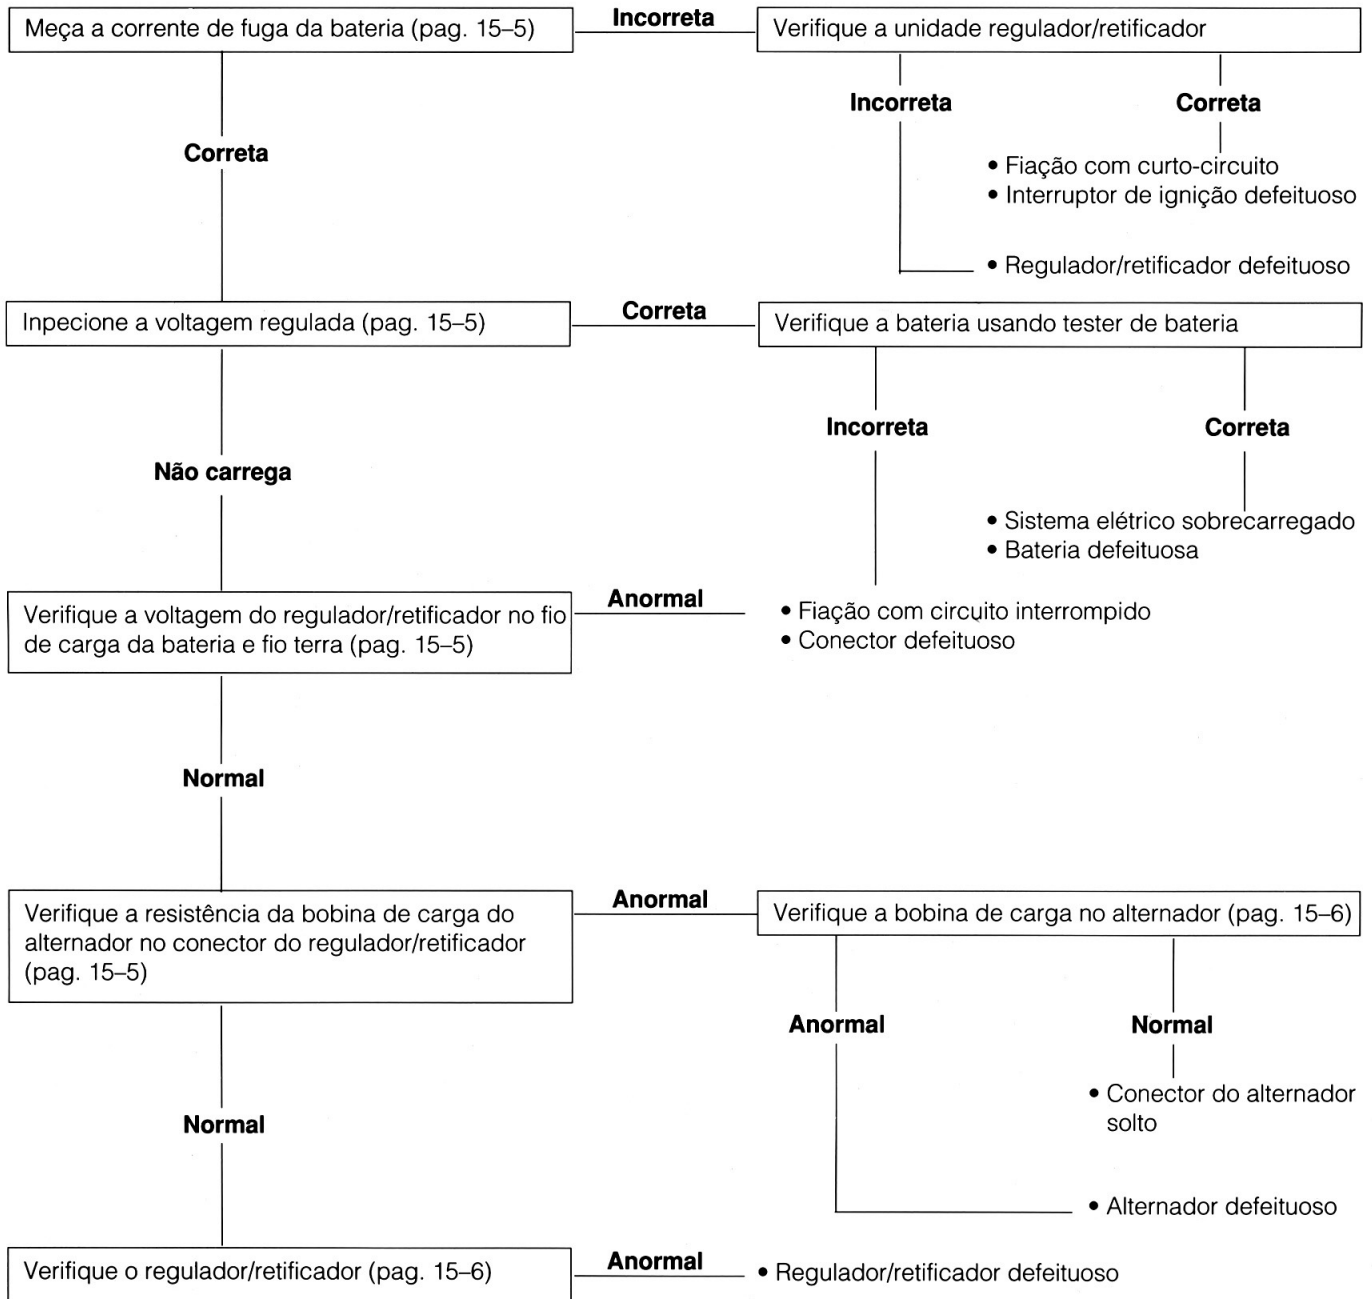 Meça a corrente de fuga da bateria (pag. 15–5)
Incorreta
Verifique a unidade regulador/retificador
Incorreta
Correta
Correta
• Fiação com curto-circuito
• Interruptor de ignição defeituoso
• Regulador/retificador defeituoso
Inpecione a voltagem regulada (pag. 15–5)
Correta
Verifique a bateria usando tester de bateria
Incorreta
Correta
Não carrega
• Sistema elétrico sobrecarregado
• Bateria defeituosa
Verifique a voltagem do regulador/retificador no fio
de carga da bateria e fio terra (pag. 15–5)
Anormal
• Fiação com circuito interrompido
• Conector defeituoso
Normal
Verifique a resistência da bobina de carga do
alternador no conector do regulador/retificador
(pag. 15–5)
Anormal
Verifique a bobina de carga no alternador (pag. 15–6)
Anormal
Normal
• Conector do alternador
solto
Normal
• Alternador defeituoso
Verifique o regulador/retificador (pag. 15–6)
Anormal
• Regulador/retificador defeituoso